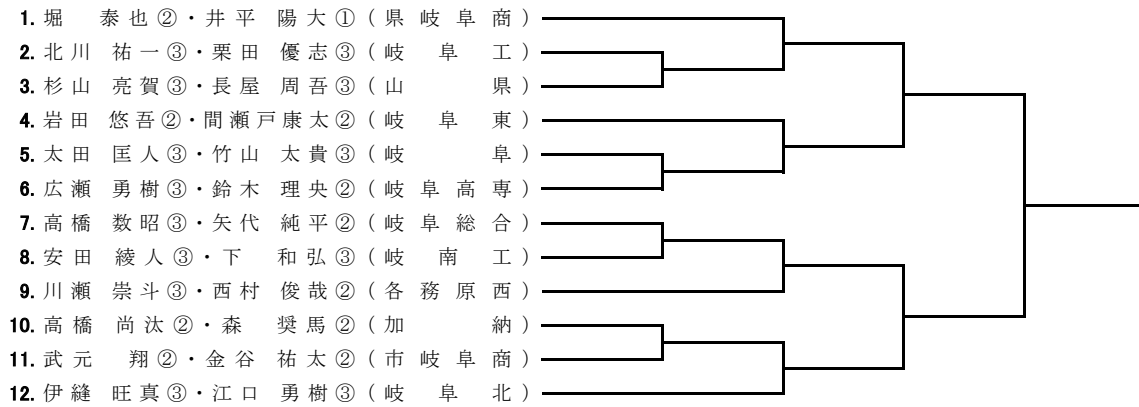 1. 堀　泰也②・井平 陽大①（県岐阜商）
2. 北川 祐一③・栗田 優志③（岐阜工）
3. 杉山 亮賀③・長屋 周吾③（山県）
4. 岩田 悠吾②・間瀬戸康太②（岐阜東）
5. 太田 匡人③・竹山 太貴③（岐阜）
6. 広瀬 勇樹③・鈴木 理央②（岐阜高専）
7. 高橋 数昭③・矢代 純平②（岐阜総合）
8. 安田 綾人③・下　和弘③（岐南工）
9. 川瀬 崇斗③・西村 俊哉②（各務原西）
10. 高橋 尚汰②・森　奨馬②（加納）
11. 武元　翔②・金谷 祐太②（市岐阜商）
12. 伊縫 旺真③・江口 勇樹③（岐阜北）